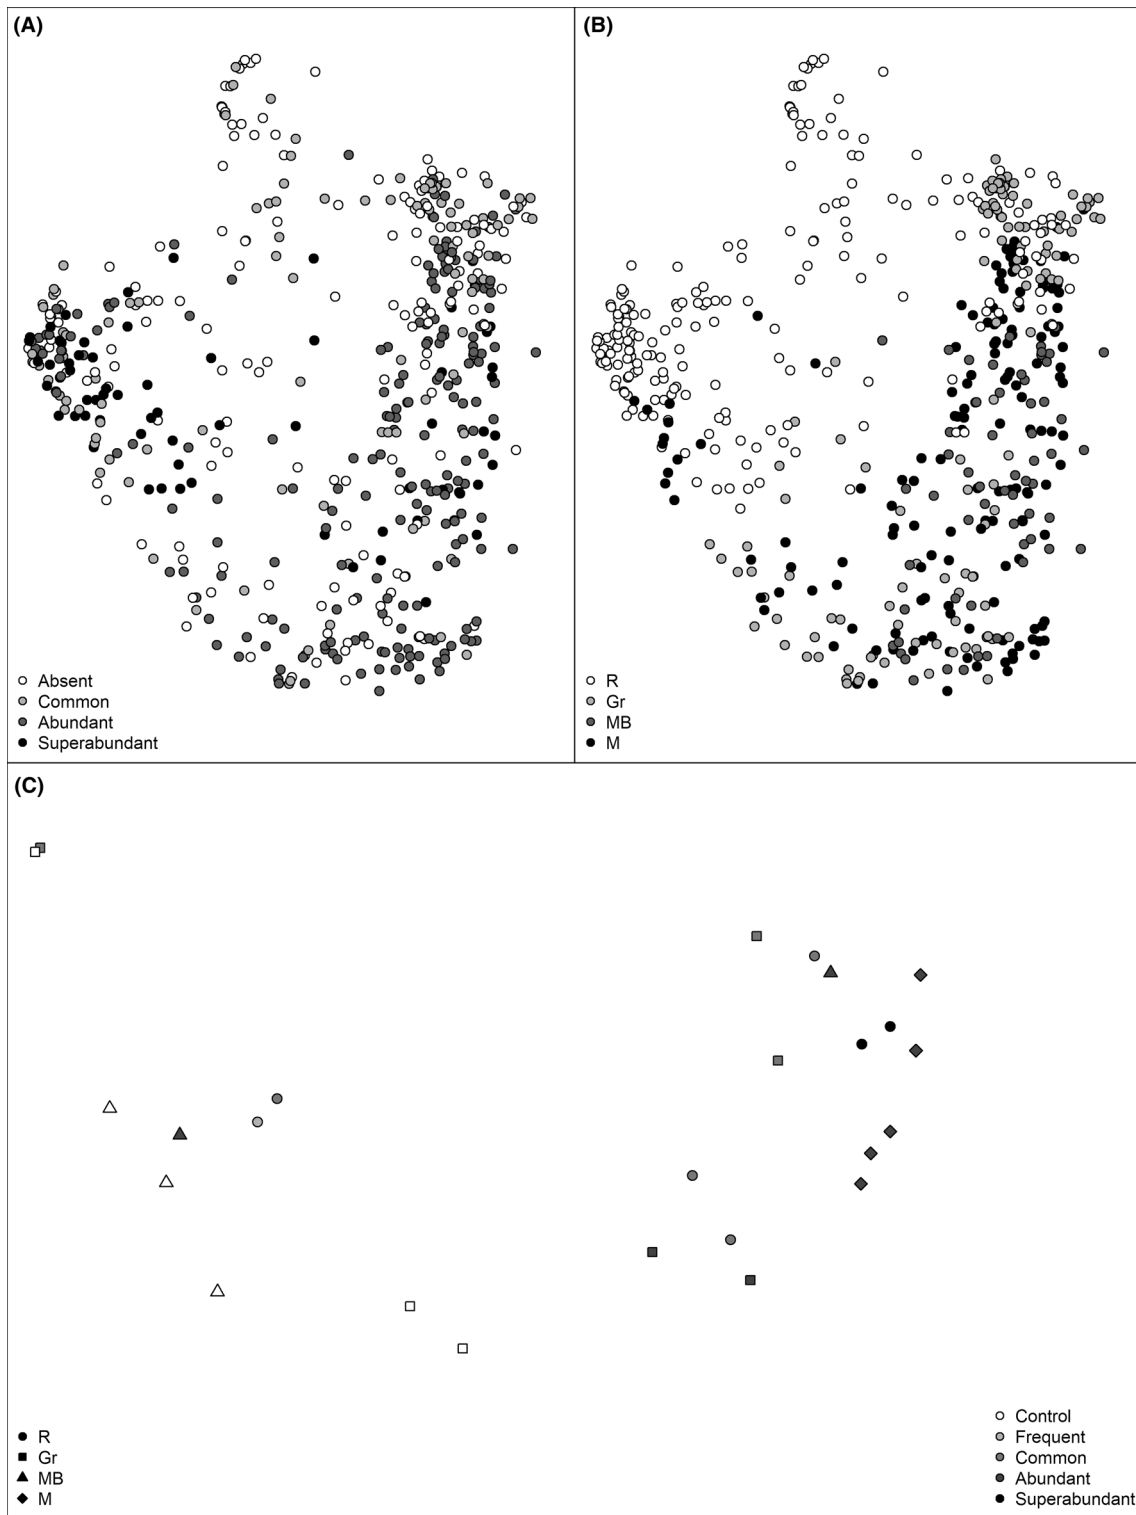 (A)
Absent
Common
Abundant
Superabundant
(B)
R
Gr
MB
M
(C)
R
Gr
MB
M
Control
Frequent
Common
Abundant
Superabundant